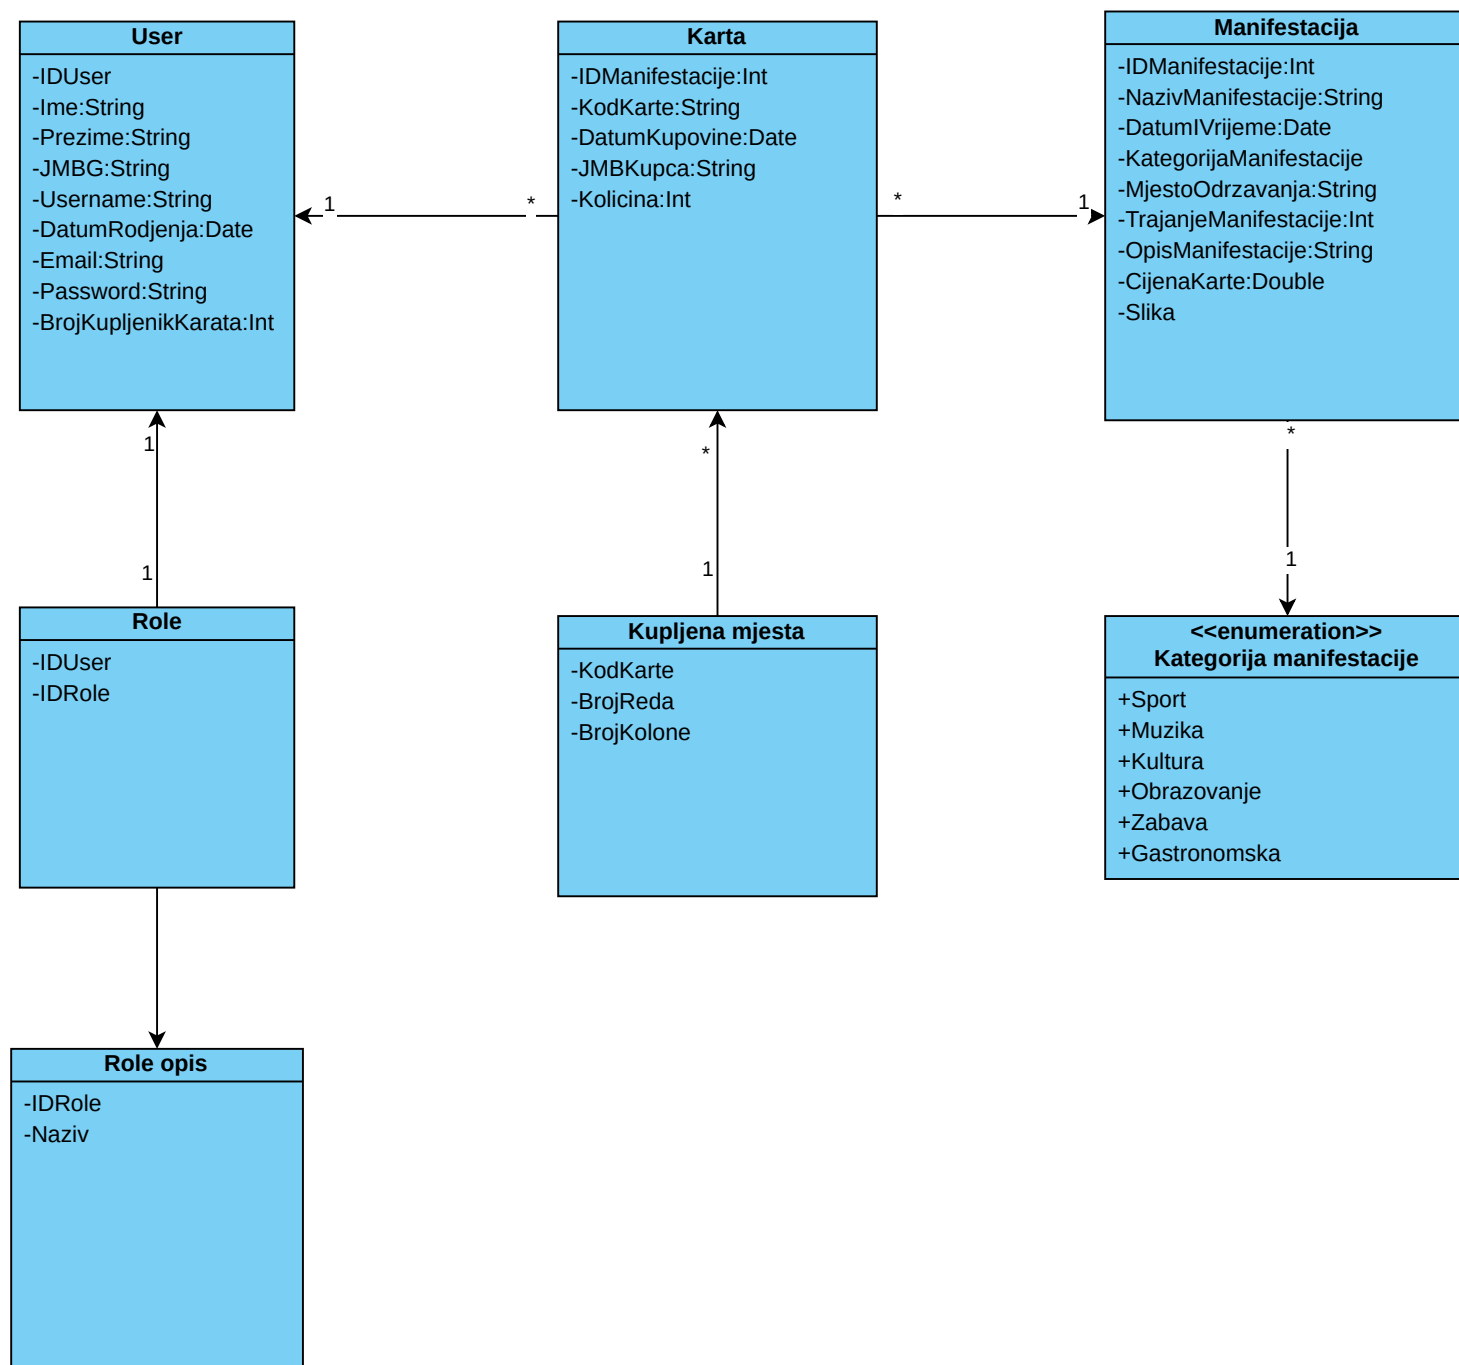 User
-IDUser
-Ime:String
-Prezime:String
-JMBG:String
-Username:String
-DatumRodjenja:Date
-Email:String
-Password:String
-BrojKupljenikKarata:Int
1
*
Karta
-IDManifestacije:Int
-KodKarte:String
-DatumKupovine:Date
-JMBKupca:String
-Kolicina:Int
*
1
Manifestacija
-IDManifestacije:Int
-NazivManifestacije:String
-DatumIVrijeme:Date
-KategorijaManifestacije
-MjestoOdrzavanja:String
-TrajanjeManifestacije:Int
-OpisManifestacije:String
-CijenaKarte:Double
-Slika
1
1
*
1
*
1
Role
-IDUser
-IDRole
Kupljena mjesta
-KodKarte
-BrojReda
-BrojKolone
<<enumeration>>
Kategorija manifestacije
+Sport
+Muzika
+Kultura
+Obrazovanje
+Zabava
+Gastronomska
Role opis
-IDRole
-Naziv